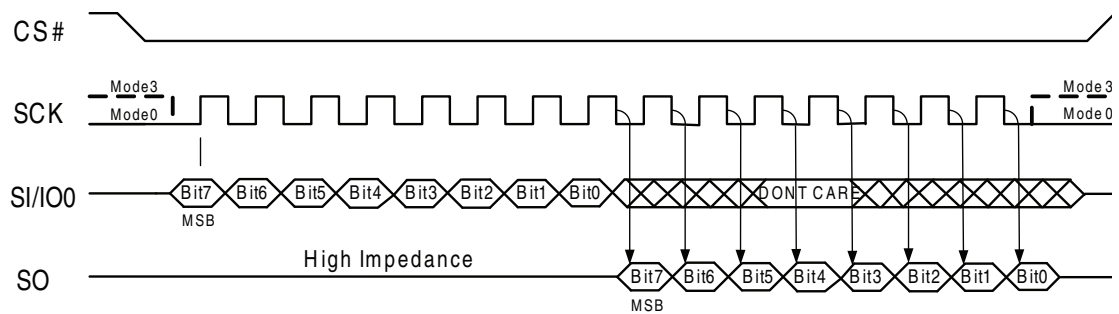 CS#
Mode3 Mode3
SCK
Mode0 Mode0
SI/IO0 Bit7 Bit6 Bit5 Bit4 Bit3 Bit2 Bit1 Bit0 DONT CARE
MSB
High Impedance
SO Bit7 Bit6 Bit5 Bit4 Bit3 Bit2 Bit1 Bit0
MSB